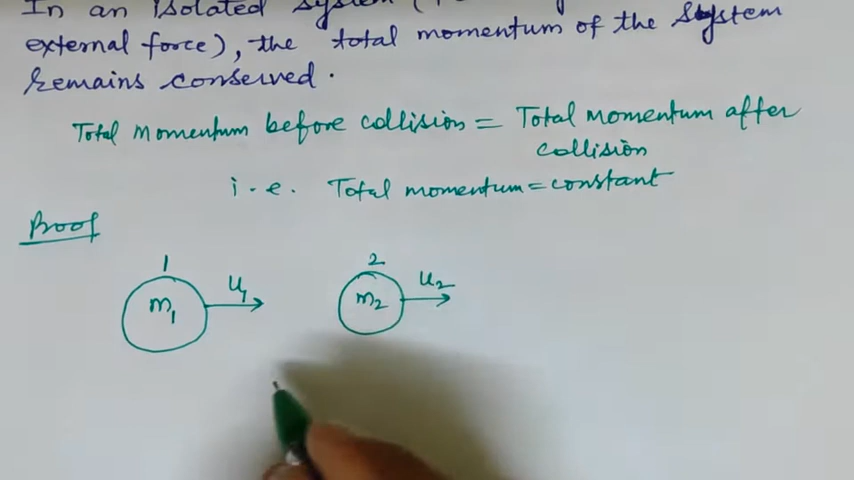 In an isolated system
external force), the total momentum of the system
remains conserved.
Total Momentum before collision = Total Momentum after
collision
i.e. Total momentum = constant
Proof
1
2
m1
u1
m2
u2